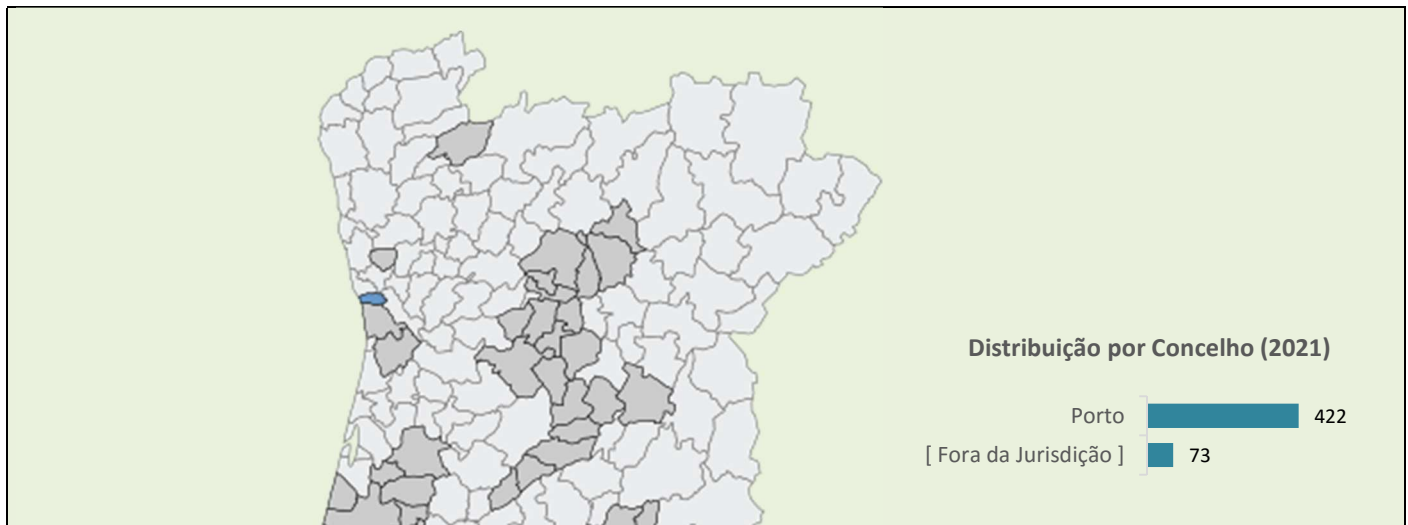 Distribuição por Concelho (2021)
Porto 422
[ Fora da Jurisdição ] 73